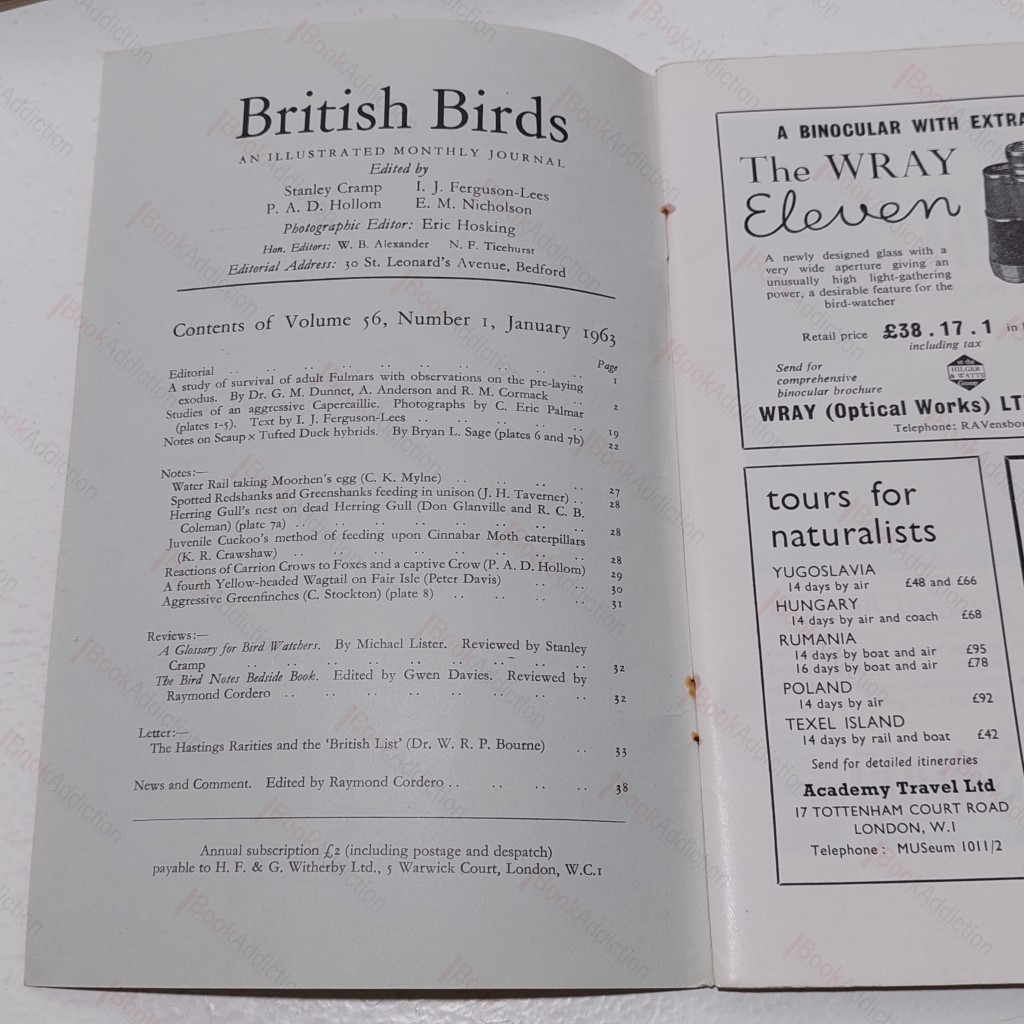 British Birds
AN ILLUSTRATED MONTHLY JOURNAL
Edited by
Stanley Cramp I. J. Ferguson-Lees
P. A. D. Hollom E. M. Nicholson
Photographic Editor: Eric Hosking
Hon. Editors: W. B. Alexander N. F. Ticehurst
Editorial Address: 30 St. Leonard's Avenue, Bedford
Contents of Volume 56, Number 1, January 1963
Page
Editorial .. .. .. .. .. .. .. .. .. 1
A study of survival of adult Fulmars with observations on the pre-laying
exodus. By Dr. G. M. Dunnet, A. Anderson and R. M. Cormack .. 2
Studies of an aggressive Capercaillie. Photographs by C. Eric Palmar
(plates 1-5). Text by I. J. Ferguson-Lees .. .. .. .. 19
Notes on Scaup × Tufted Duck hybrids. By Bryan L. Sage (plates 6 and 7b) 22
Notes:—
Water Rail taking Moorhen's egg (C. K. Mylne) .. .. .. .. 27
Spotted Redshanks and Greenshanks feeding in unison (J. H. Taverner) .. 28
Herring Gull's nest on dead Herring Gull (Don Glanville and R. C. B.
Coleman) (plate 7a) .. .. .. .. .. .. .. 28
Juvenile Cuckoo's method of feeding upon Cinnabar Moth caterpillars
(K. R. Crawshaw) .. .. .. .. .. .. .. 28
Reactions of Carrion Crows to Foxes and a captive Crow (P. A. D. Hollom) 29
A fourth Yellow-headed Wagtail on Fair Isle (Peter Davis) .. .. 30
Aggressive Greenfinches (C. Stockton) (plate 8) .. .. .. .. 31
Reviews:—
A Glossary for Bird Watchers. By Michael Lister. Reviewed by Stanley
Cramp .. .. .. .. .. .. .. .. .. 32
The Bird Notes Bedside Book. Edited by Gwen Davies. Reviewed by
Raymond Cordero .. .. .. .. .. .. .. .. 32
Letter:—
The Hastings Rarities and the 'British List' (Dr. W. R. P. Bourne) .. 33
News and Comment. Edited by Raymond Cordero .. .. .. .. 38
Annual subscription £2 (including postage and despatch)
payable to H. F. & G. Witherby Ltd., 5 Warwick Court, London, W.C.1
A BINOCULAR WITH EXTRA
The WRAY
Eleven
A newly designed glass with a
very wide aperture giving an
unusually high light-gathering
power, a desirable feature for the
bird-watcher
Retail price £38.17.1 in
including tax
Send for
comprehensive
binocular brochure
HILGER
& WATTS
Group
WRAY (Optical Works) LT
Telephone: RAVensbo
tours for
naturalists
YUGOSLAVIA
14 days by air £48 and £66
HUNGARY
14 days by air and coach £68
RUMANIA
14 days by boat and air £95
16 days by boat and air £78
POLAND
14 days by air £92
TEXEL ISLAND
14 days by rail and boat £42
Send for detailed itineraries
Academy Travel Ltd
17 TOTTENHAM COURT ROAD
LONDON, W.1
Telephone: MUSeum 1011/2
BookAddiction